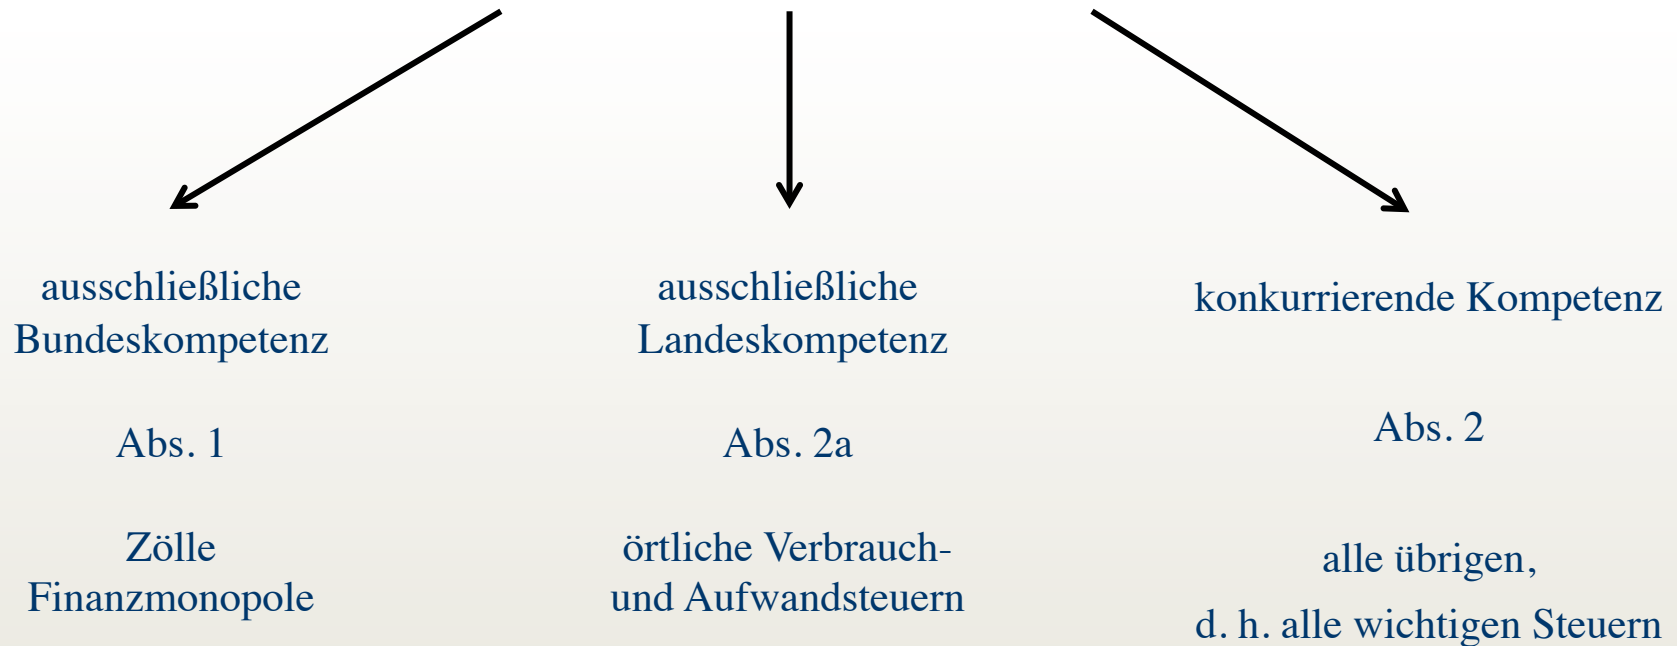 ausschließliche
Bundeskompetenz
Abs. 1
Zölle
Finanzmonopole
ausschließliche
Landeskompetenz
Abs. 2a
örtliche Verbrauch-
und Aufwandsteuern
konkurrierende Kompetenz
Abs. 2
alle übrigen,
d. h. alle wichtigen Steuern